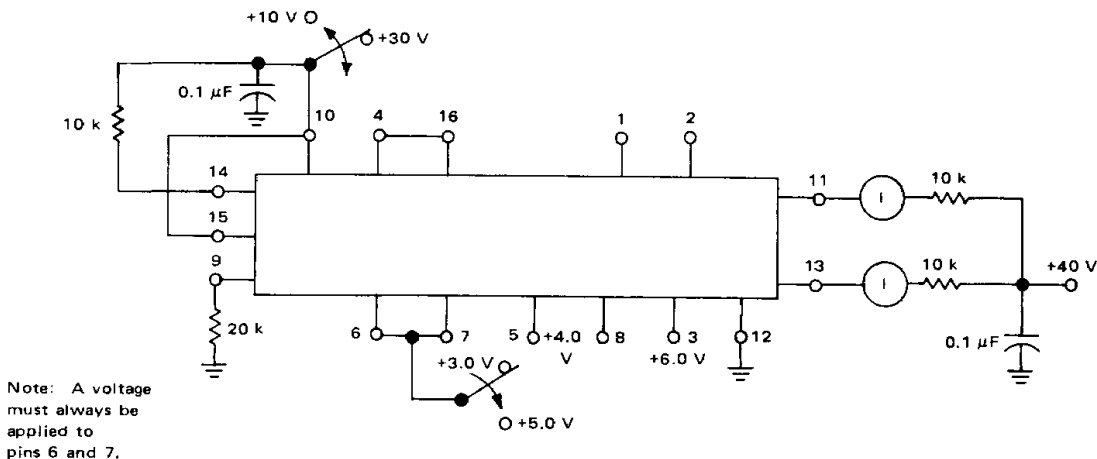 +10 V
+30 V
0.1 µF
10 k
10
4
16
1
2
14
11
I
10 k
15
9
13
I
10 k
+40 V
20 k
6
7
5
+4.0
V
8
3
+6.0 V
12
0.1 µF
+3.0 V
+5.0 V
Note: A voltage
must always be
applied to
pins 6 and 7.